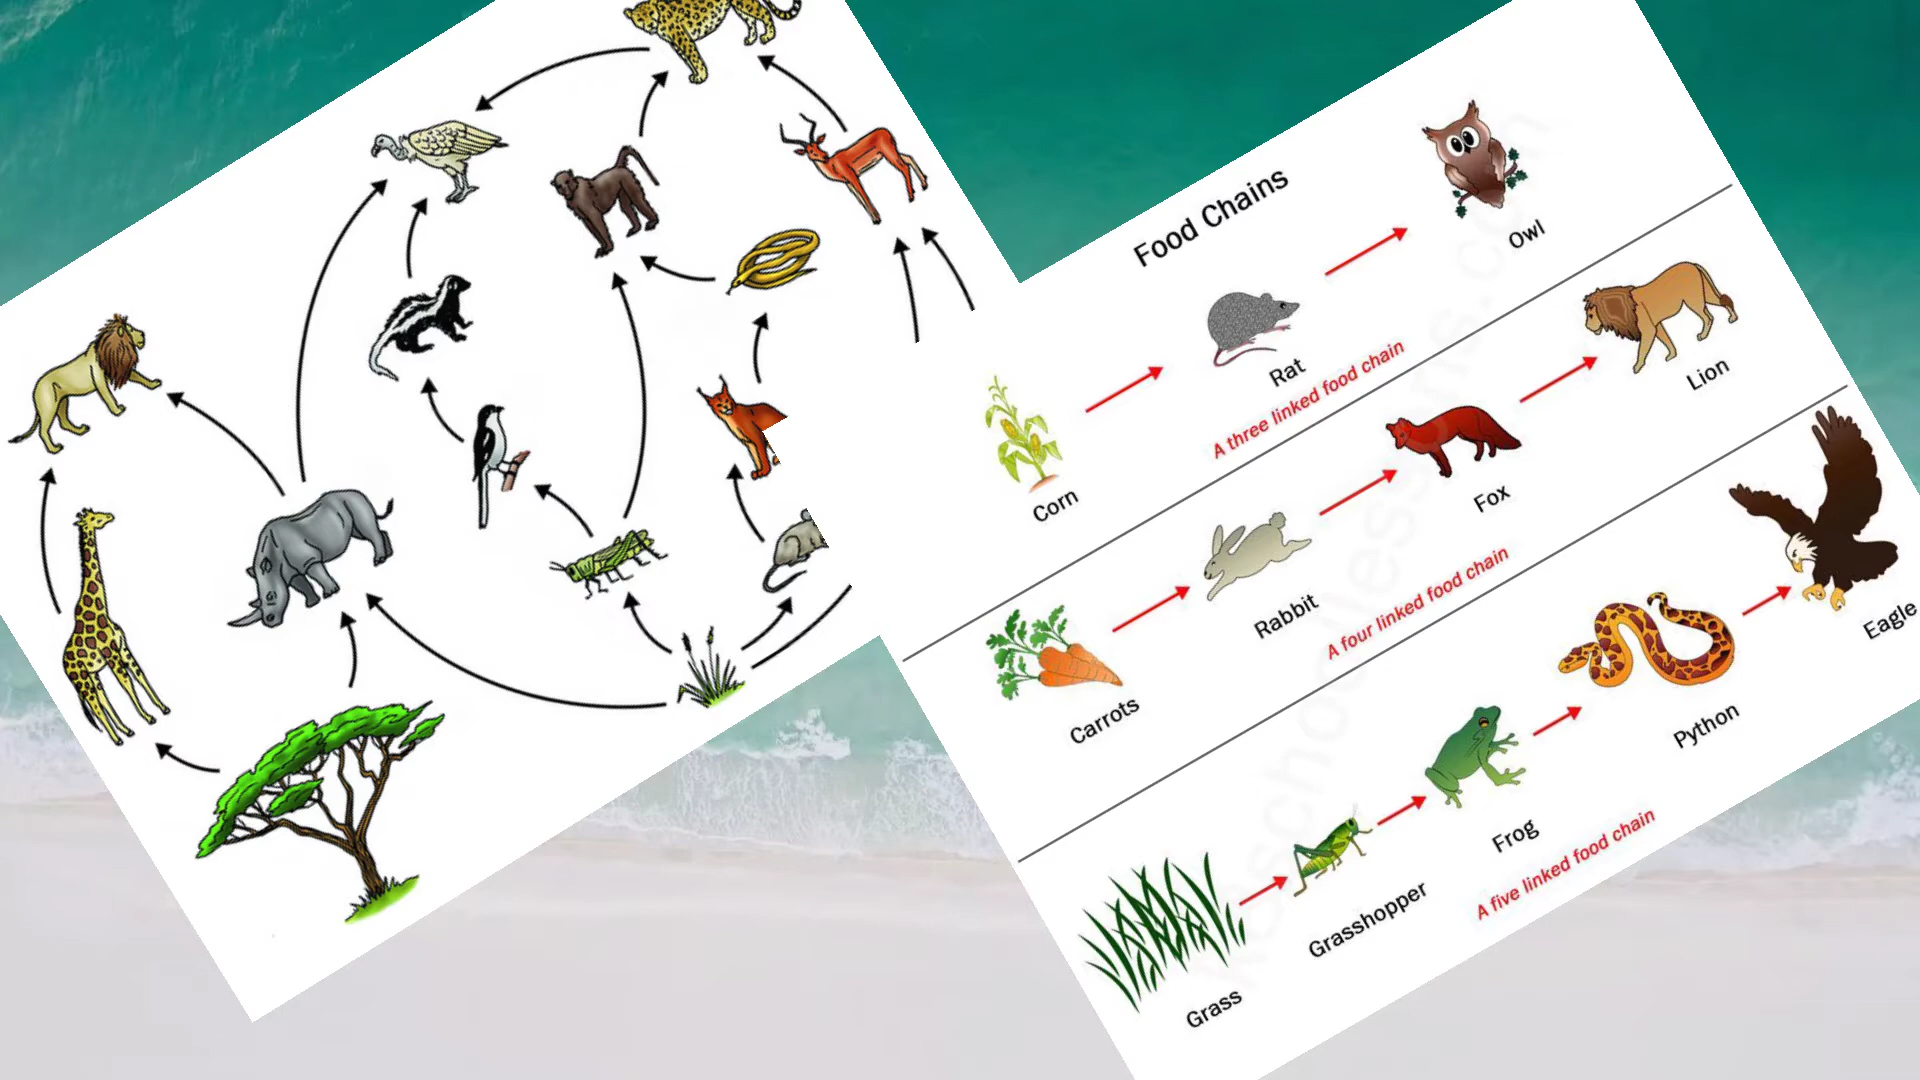 Food Chains
Owl
Rat
Corn
A three linked food chain
Lion
Fox
Rabbit
Carrots
A four linked food chain
Eagle
Python
Frog
Grasshopper
Grass
A five linked food chain